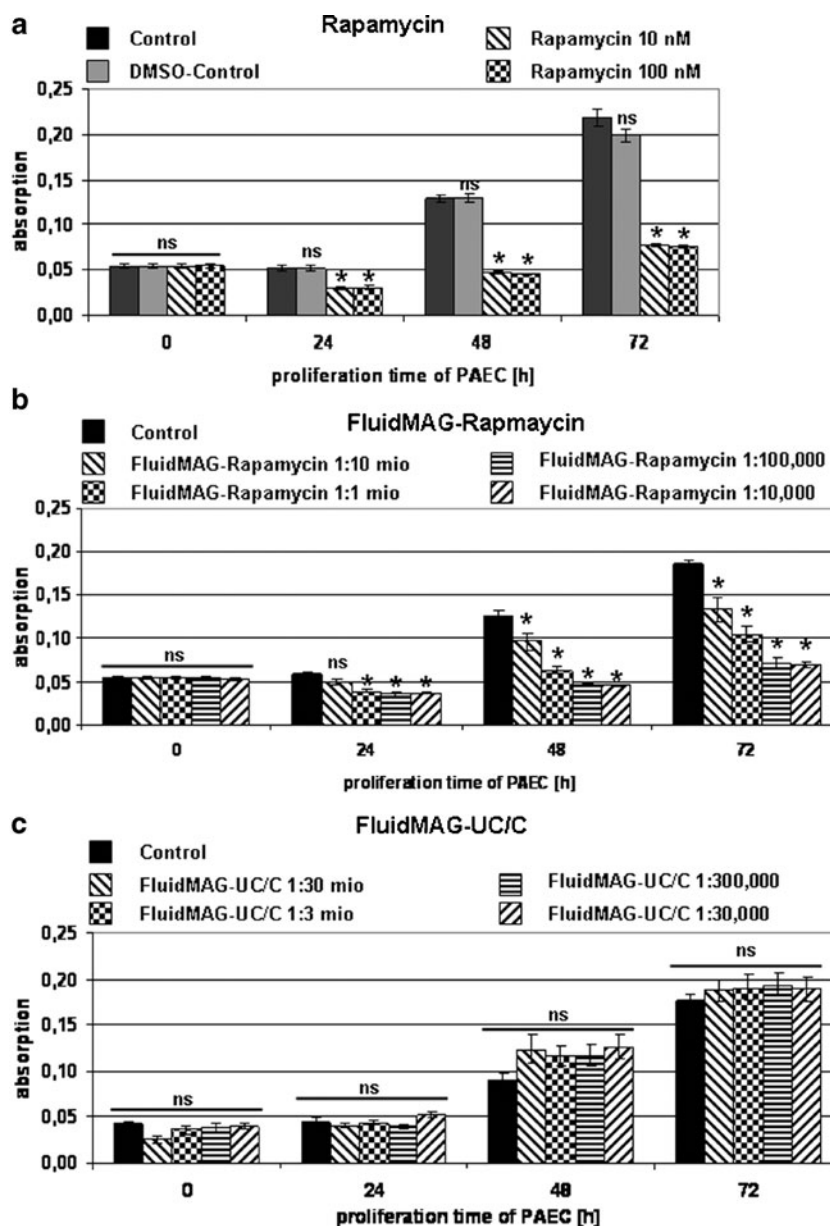 a
Rapamycin
Control
Rapamycin 10 nM
DMSO-Control
Rapamycin 100 nM
0,25
0,20
0,15
0,10
0,05
0,00
absorption
ns
ns
* *
ns
* *
ns
* *
0 24 48 72
proliferation time of PAEC [h]
b
FluidMAG-Rapmaycin
Control
FluidMAG-Rapamycin 1:10 mio
FluidMAG-Rapamycin 1:100,000
FluidMAG-Rapamycin 1:1 mio
FluidMAG-Rapamycin 1:10,000
0,25
0,20
0,15
0,10
0,05
0,00
absorption
ns
ns
* * *
* * * *
* * * *
0 24 48 72
proliferation time of PAEC [h]
c
FluidMAG-UC/C
Control
FluidMAG-UC/C 1:30 mio
FluidMAG-UC/C 1:300,000
FluidMAG-UC/C 1:3 mio
FluidMAG-UC/C 1:30,000
0,25
0,20
0,15
0,10
0,05
0,00
absorption
ns
ns
ns
ns
0 24 48 72
proliferation time of PAEC [h]